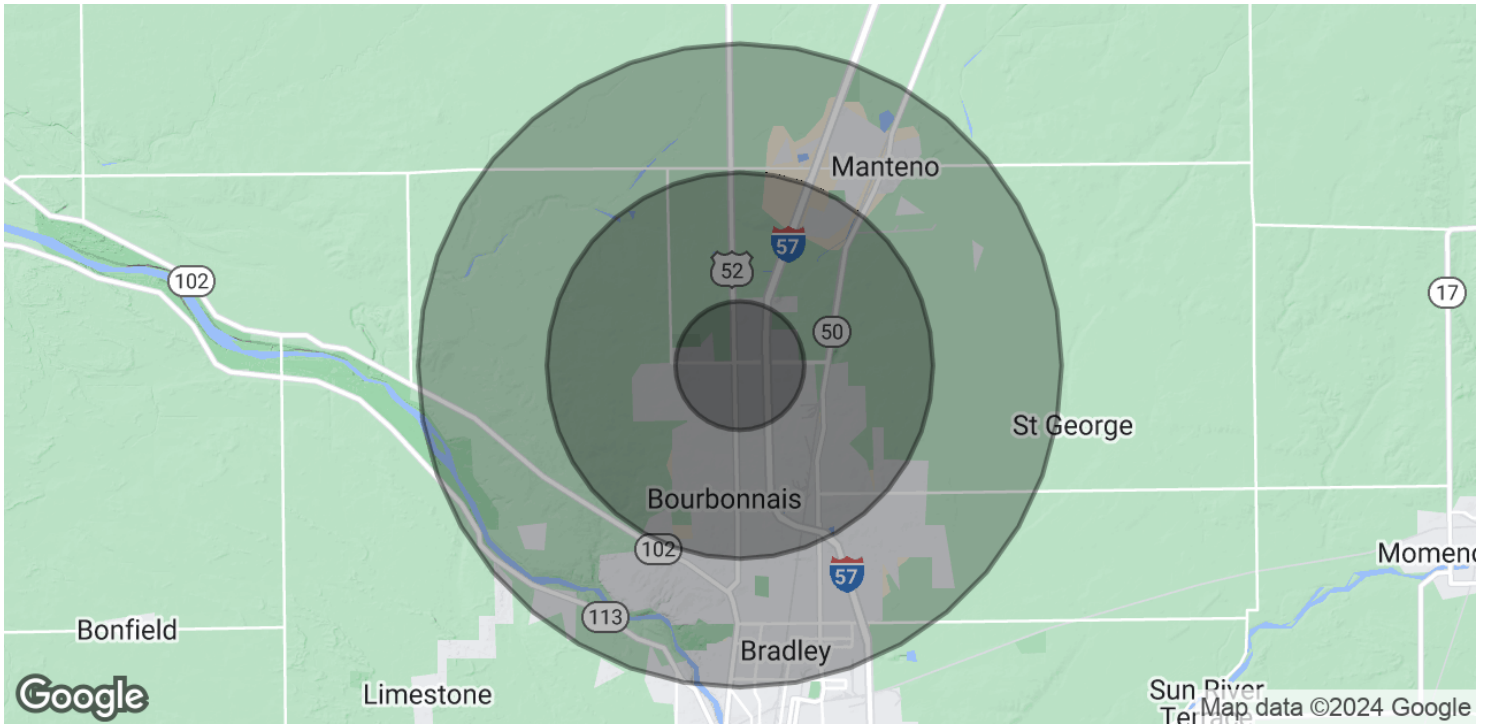 Manteno
57
52
102
17
50
St George
Bourbonnais
102
Momenc
57
113
Bonfield
Bradley
Limestone
Sun River
Google
Map data ©2024 Google